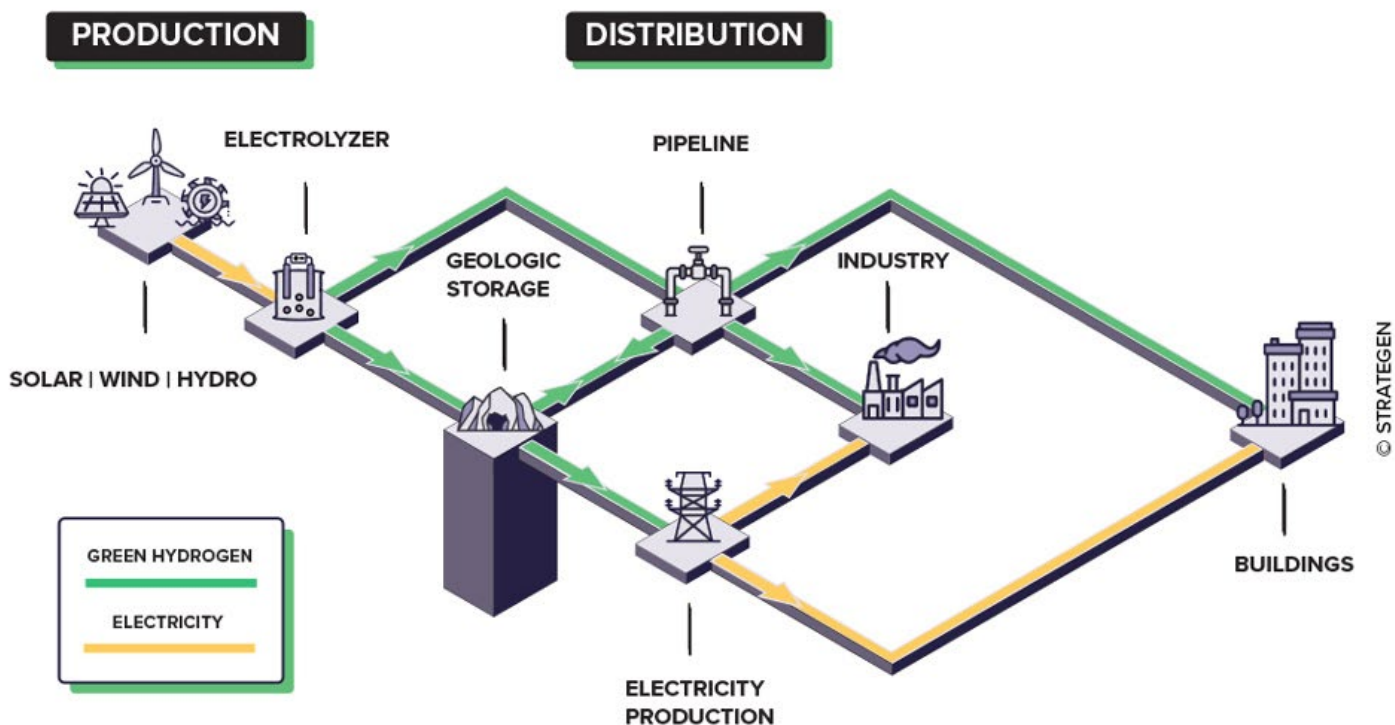 PRODUCTION
DISTRIBUTION
ELECTROLYZER
PIPELINE
GEOLOGIC
STORAGE
INDUSTRY
SOLAR | WIND | HYDRO
© STRATEGEN
GREEN HYDROGEN
ELECTRICITY
BUILDINGS
ELECTRICITY
PRODUCTION